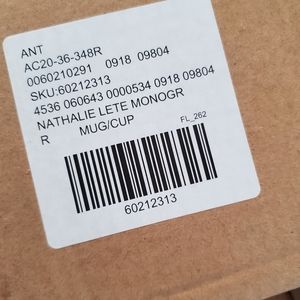 ANT
AC20-36-348R
0060210291 0918 09804
SKU:60212313
4536 060643 0000534 0918 09804
NATHALIE LETE MONOGR
R MUG/CUP FL_262
60212313